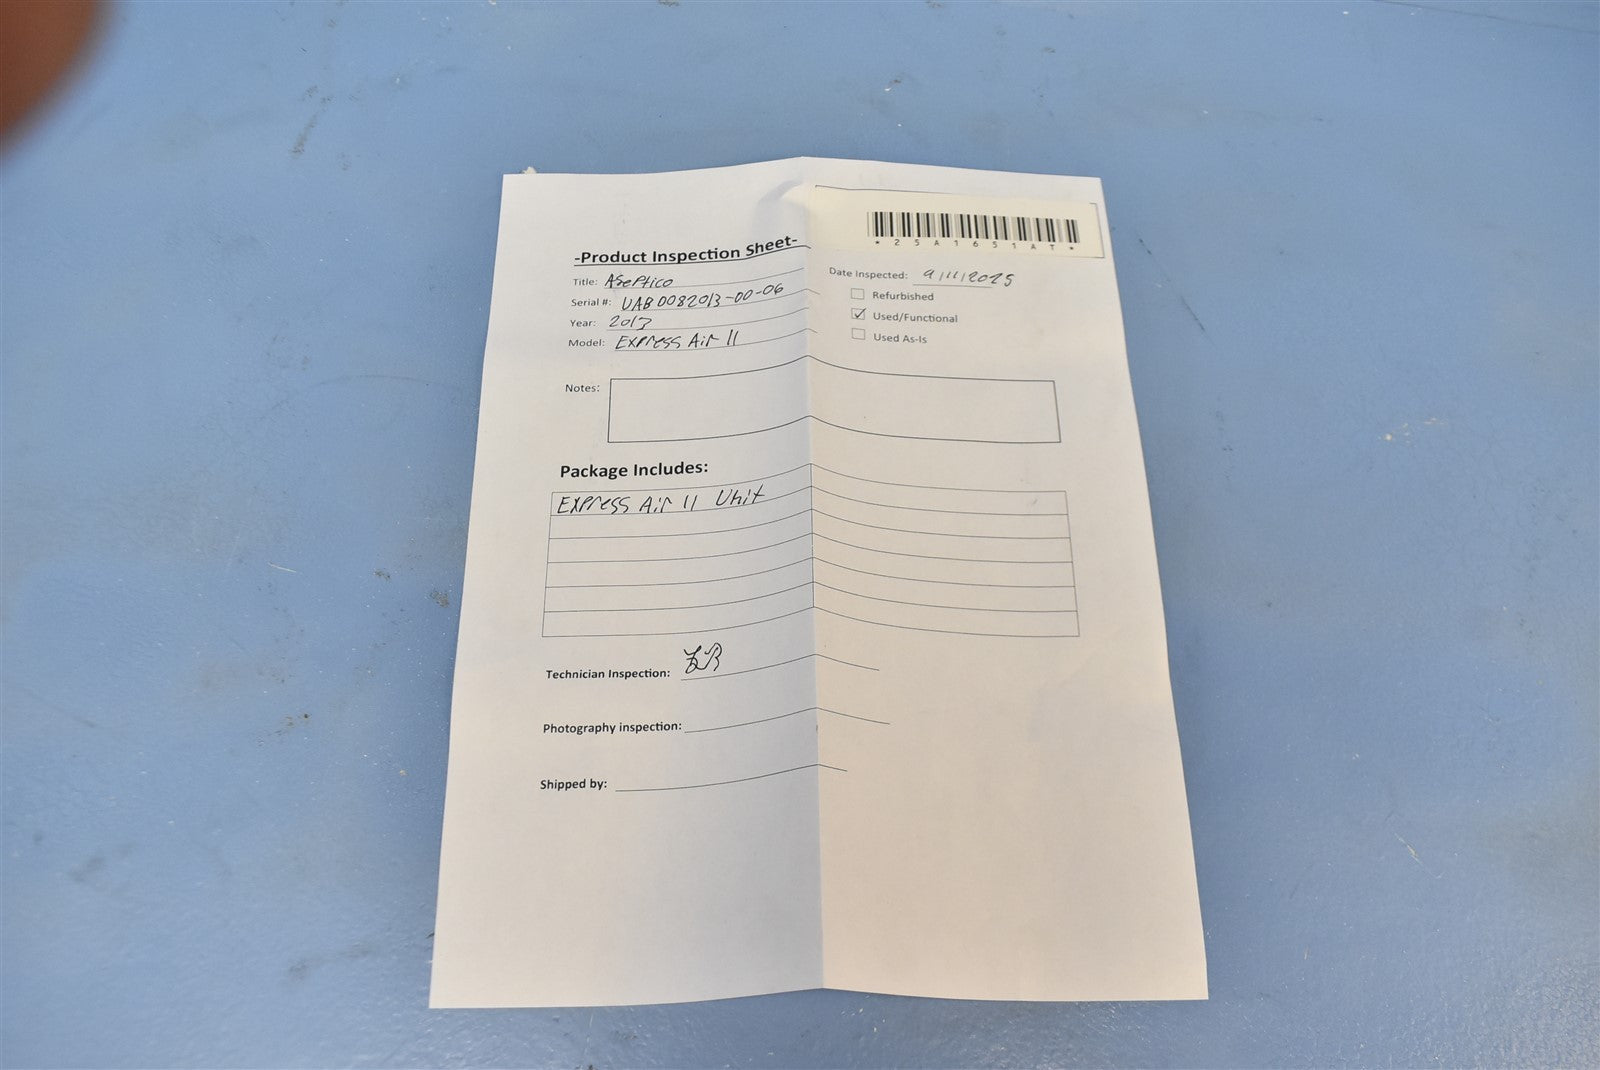 *25A1651AT*
-Product Inspection Sheet-
Title: Aseptico
Serial #: UAB0082013-00-06
Year: 2013
Model: Express Air 11
Date Inspected: 9/11/2025
Refurbished
Used/Functional
Used As-Is
Notes:
Package Includes:
Express Air 11 Unit
Technician Inspection:
Photography inspection:
Shipped by: